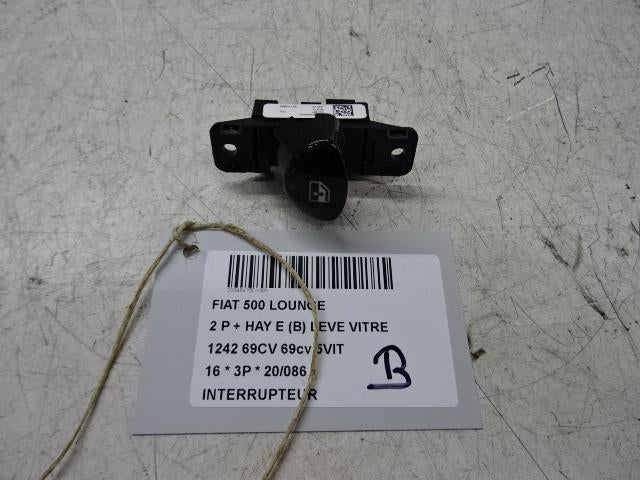 FIAT 500 LOUNGE
2 P + HAY E (B) LEVE VITRE
1242 69CV 69cv 5VIT
16 * 3P * 20/086
INTERRUPTEUR
B